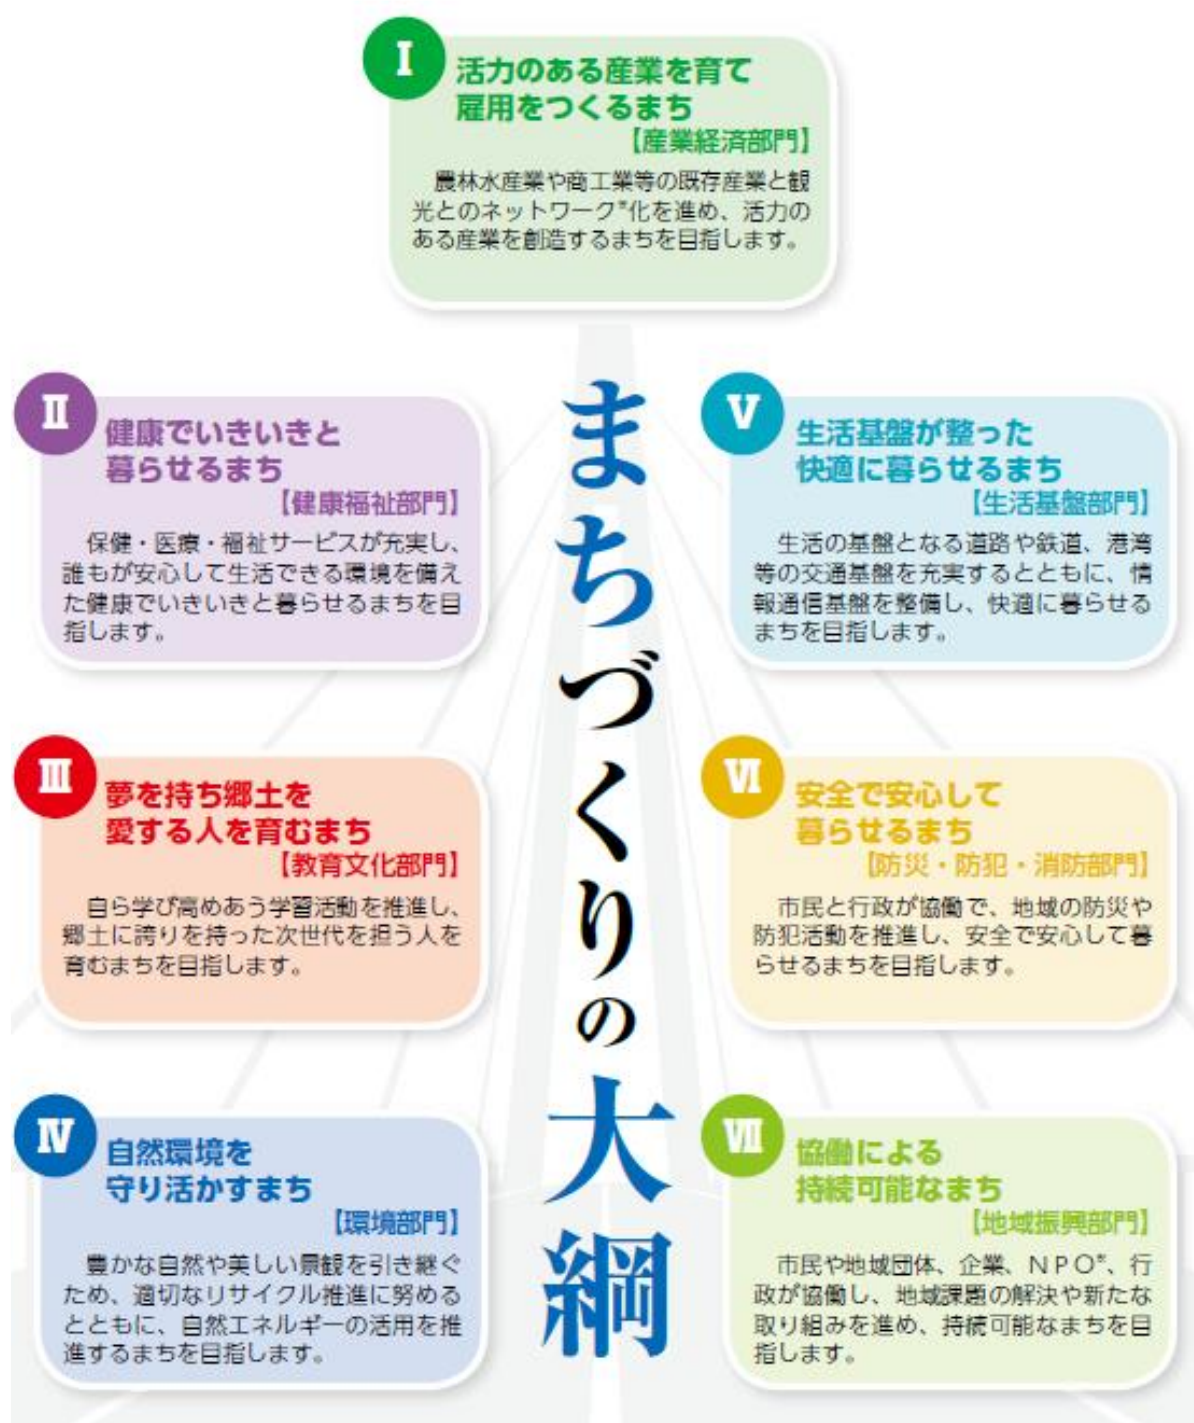 I
活力のある産業を育て
雇用をつくるまち
【産業経済部門】
農林水産業や商工業等の既存産業と観
光とのネットワーク*化を進め、活力の
ある産業を創造するまちを目指します。
まちづくりの大綱
II
健康でいきいきと
暮らせるまち
【健康福祉部門】
保健・医療・福祉サービスが充実し、
誰もが安心して生活できる環境を備え
た健康でいきいきと暮らせるまちを目
指します。
III
夢を持ち郷土を
愛する人を育むまち
【教育文化部門】
自ら学び高めあう学習活動を推進し、
郷土に誇りを持った次世代を担う人を
育むまちを目指します。
IV
自然環境を
守り活かすまち
【環境部門】
豊かな自然や美しい景観を引き継ぐ
ため、適切なリサイクル推進に努める
とともに、自然エネルギーの活用を推
進するまちを目指します。
V
生活基盤が整った
快適に暮らせるまち
【生活基盤部門】
生活の基盤となる道路や鉄道、港湾
等の交通基盤を充実するとともに、情
報通信基盤を整備し、快適に暮らせる
まちを目指します。
VI
安全で安心して
暮らせるまち
【防災・防犯・消防部門】
市民と行政が協働で、地域の防災や
防犯活動を推進し、安全で安心して暮
らせるまちを目指します。
VII
協働による
持続可能なまち
【地域振興部門】
市民や地域団体、企業、NPO*、行
政が協働し、地域課題の解決や新たな
取り組みを進め、持続可能なまちを目
指します。